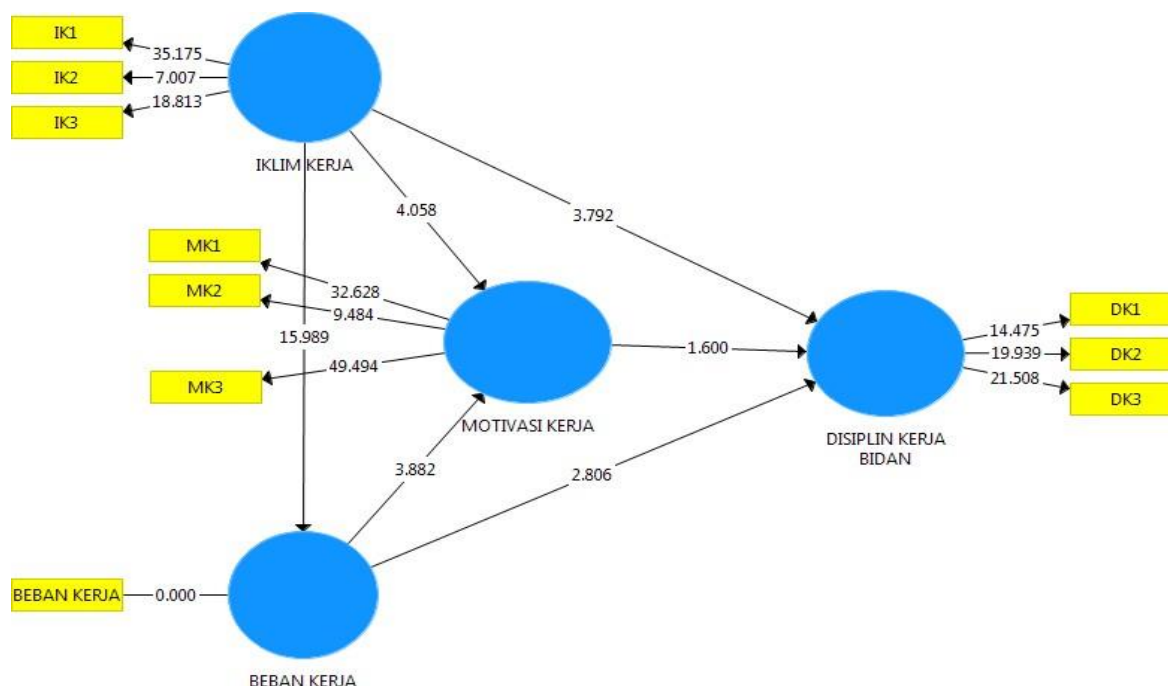 IK1
35.175
IK2
7.007
IK3
18.813
IKLIM KERJA
4.058
3.792
MK1
32.628
MK2
9.484
15.989
MK3
49.494
1.600
MOTIVASI KERJA
DK1
14.475
DK2
19.939
DK3
21.508
DISIPLIN KERJA
BIDAN
3.882
2.806
BEBAN KERJA
0.000
BEBAN KERJA